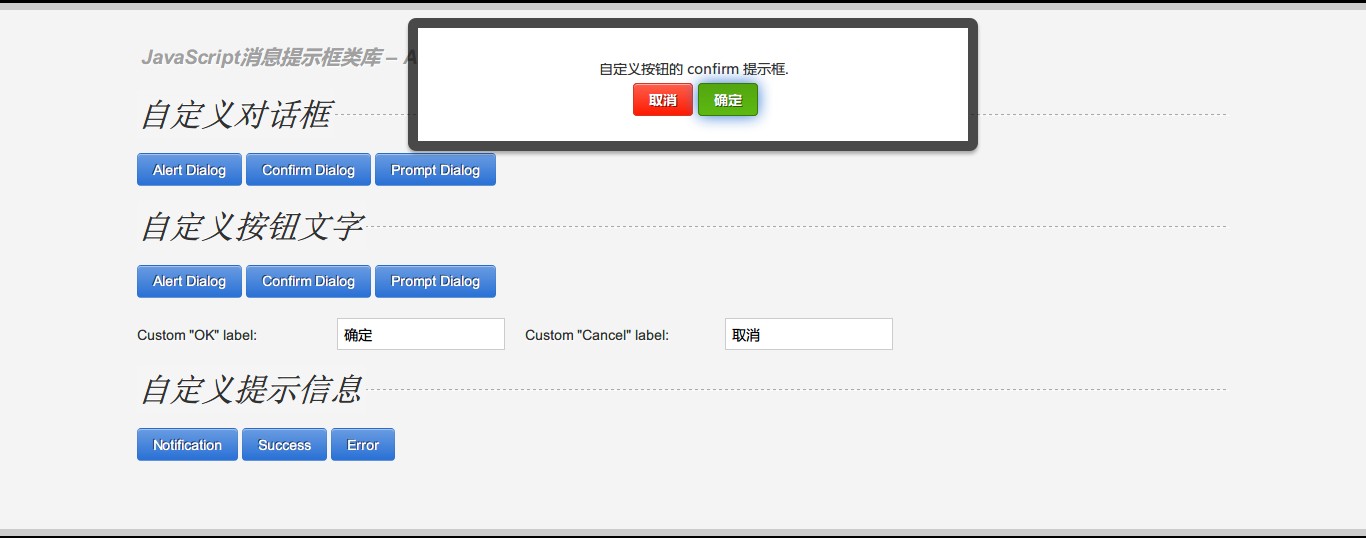 JavaScript消息提示框类库 – A
自定义按钮的 confirm 提示框.
取消 确定
自定义对话框
Alert Dialog Confirm Dialog Prompt Dialog
自定义按钮文字
Alert Dialog Confirm Dialog Prompt Dialog
Custom "OK" label: 确定 Custom "Cancel" label: 取消
自定义提示信息
Notification Success Error